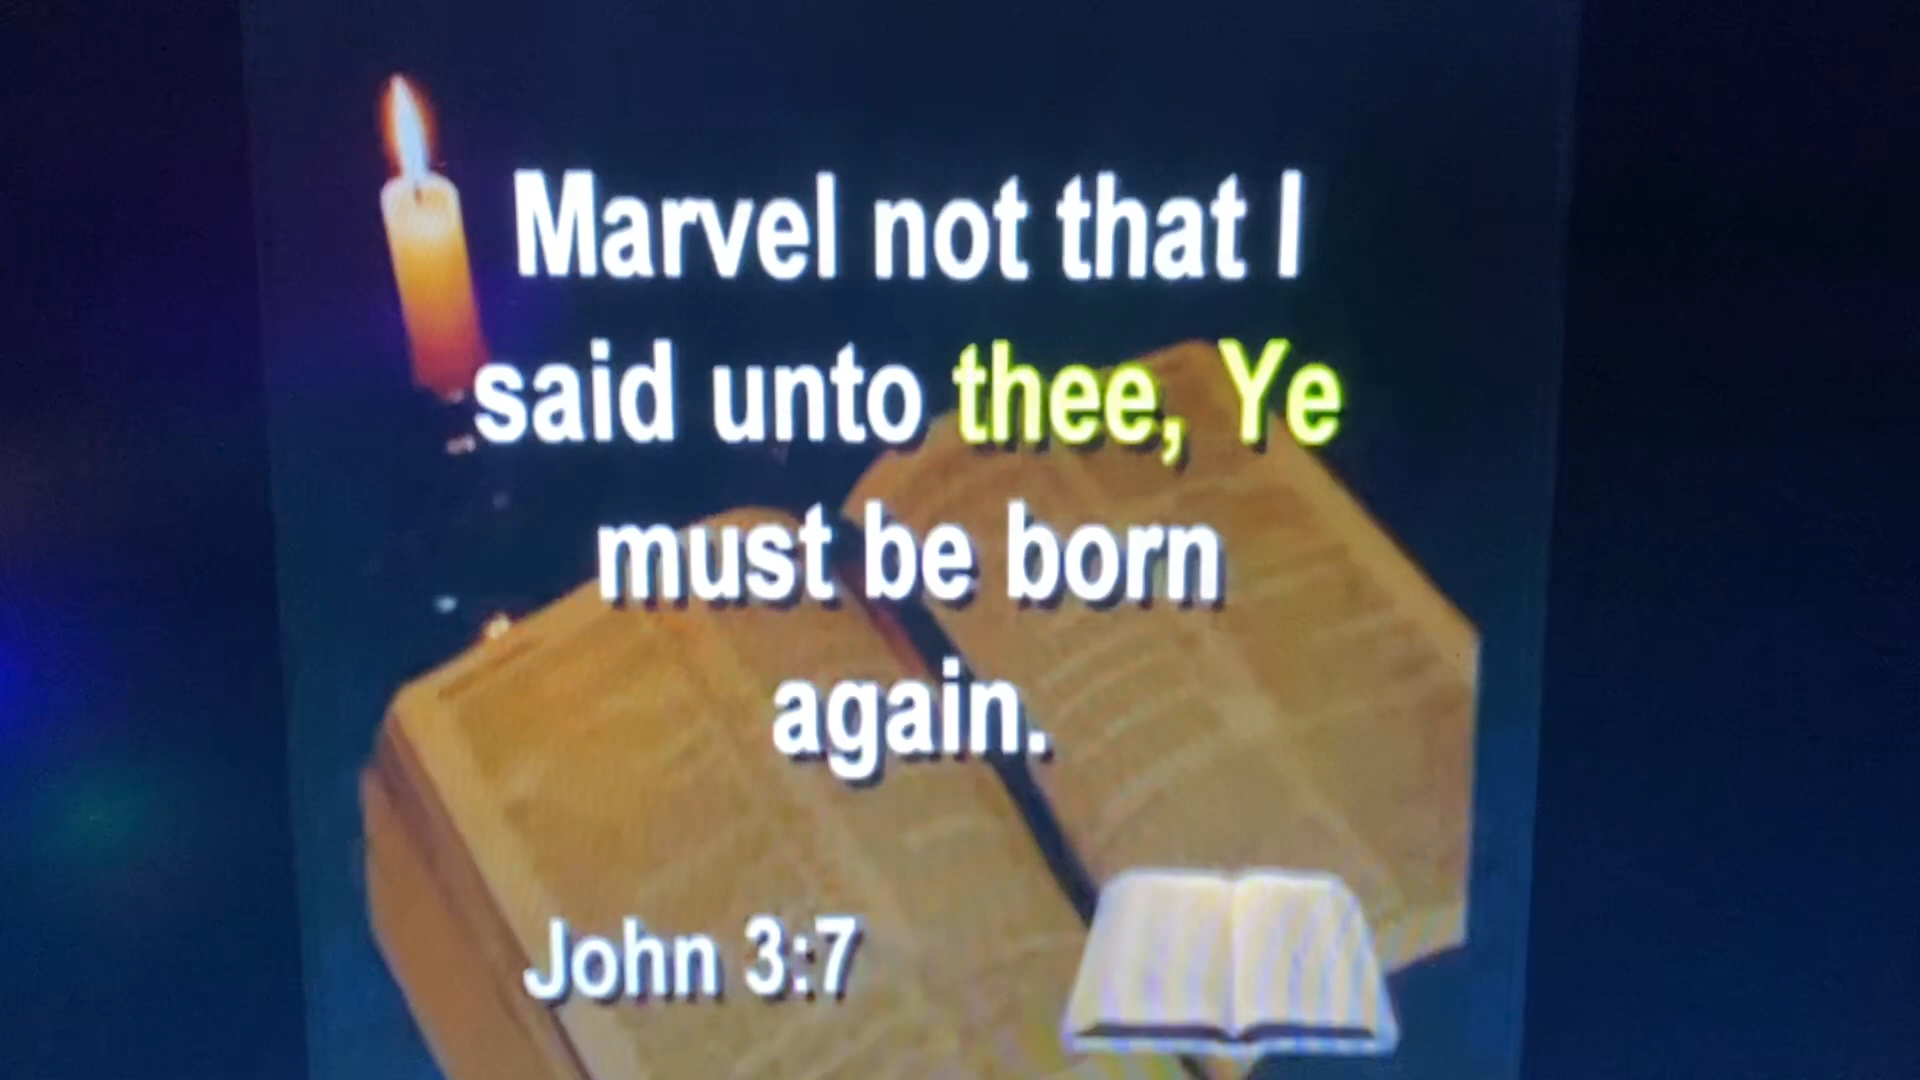 Marvel not that I
said unto thee, Ye
must be born
again.
John 3:7